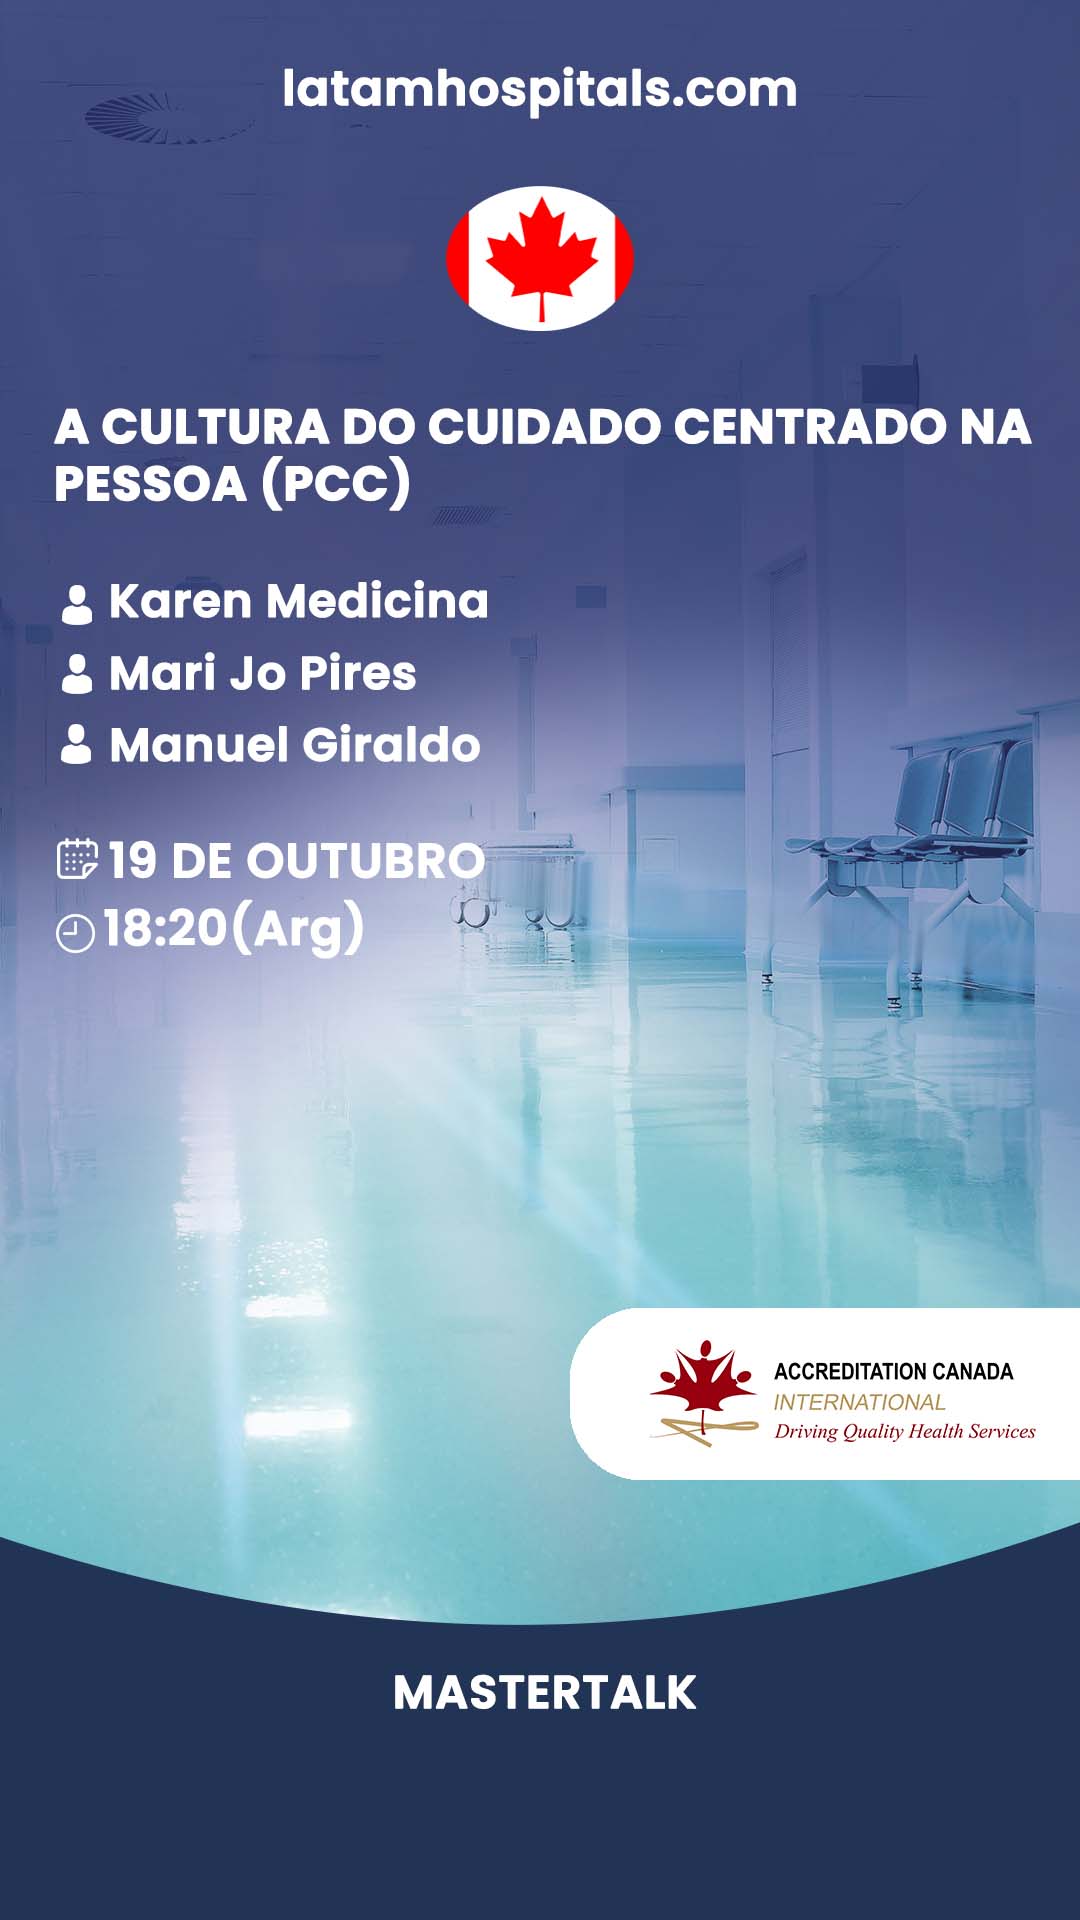 latamhospitals.com
A CULTURA DO CUIDADO CENTRADO NA
PESSOA (PCC)
Karen Medicina
Mari Jo Pires
Manuel Giraldo
19 DE OUTUBRO
18:20(Arg)
ACCREDITATION CANADA
INTERNATIONAL
Driving Quality Health Services
MASTERTALK